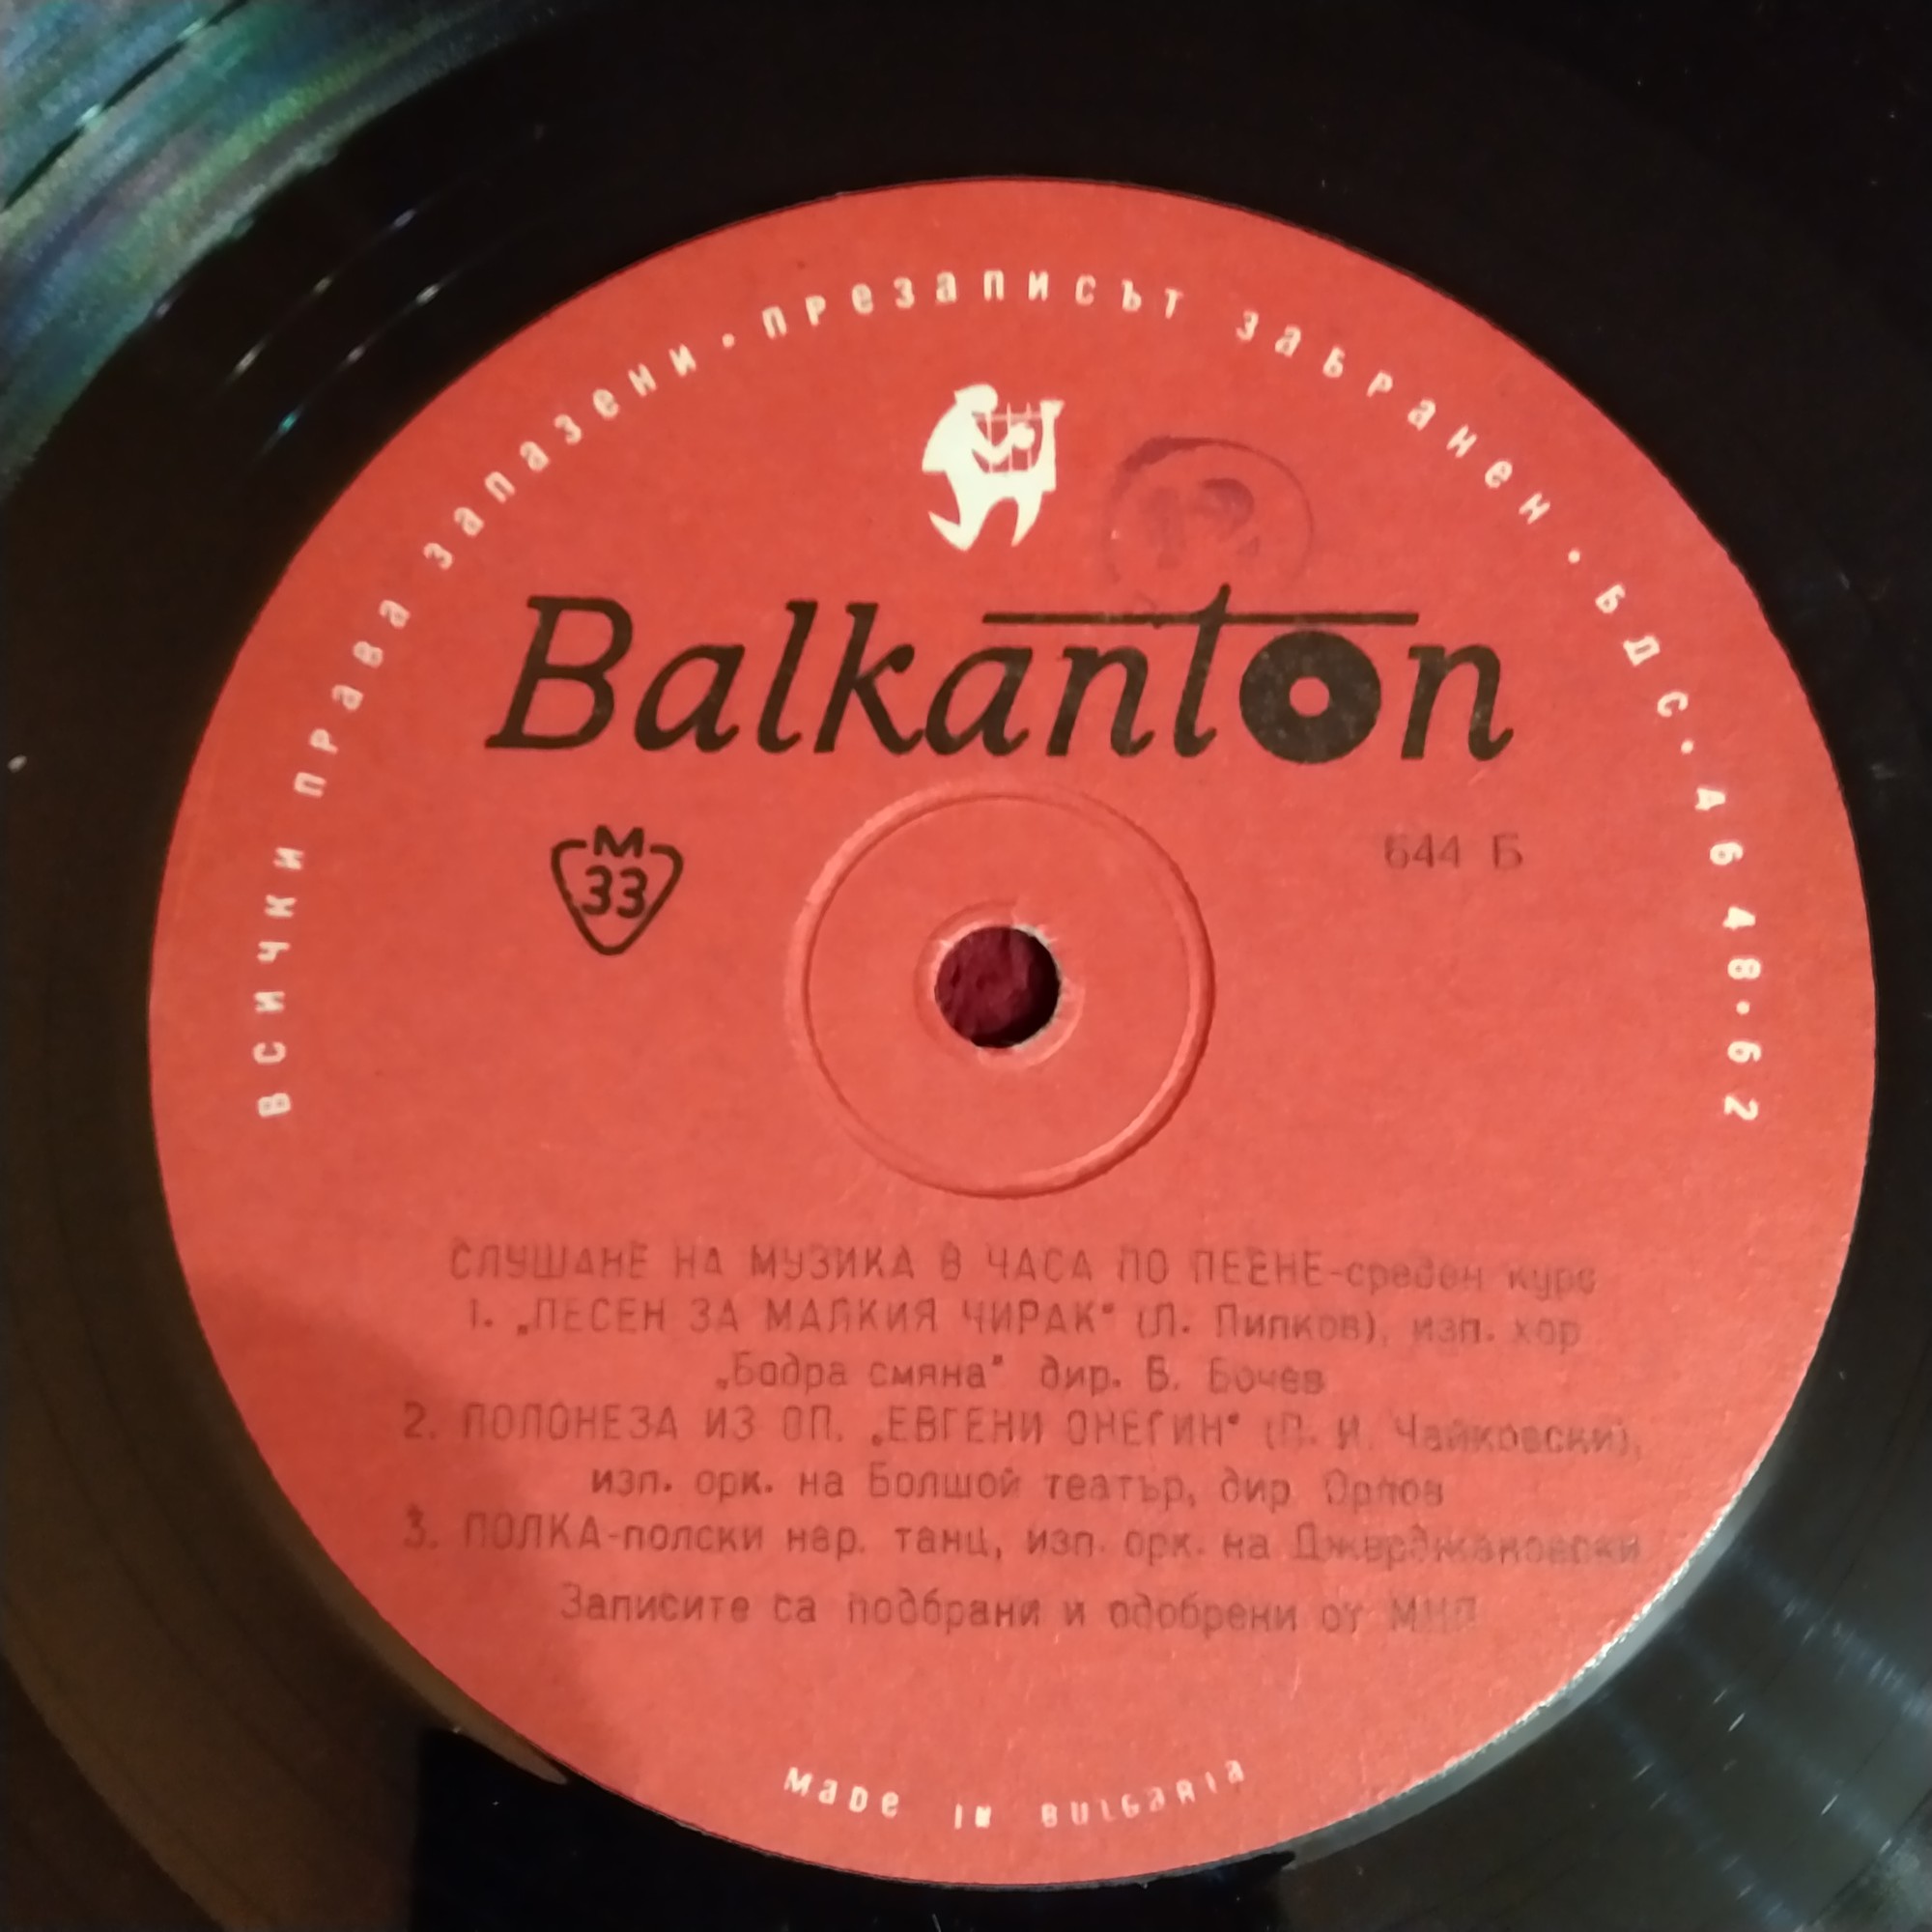 всички права запазени • презаписът забранен • БДС • 4648 • 62
Balkanton
М
33
644 Б
СЛУШАНЕ НА МУЗИКА В ЧАСА ПО ПЕЕНЕ-среден курс
1. „ПЕСЕН ЗА МАЛКИЯ ЧИРАК" (Л. Пипков), изп. хор
„Бодра смяна" дир. Б. Бочев
2. ПОЛОНЕЗА ИЗ ОП. „ЕВГЕНИ ОНЕГИН" (П. И. Чайковски),
изп. орк. на Болшой театър, дир Орлов
3. ПОЛКА-полски нар. танц, изп. орк. на Джерджановски
Записите са подбрани и одобрени от МНП
Made in Bulgaria